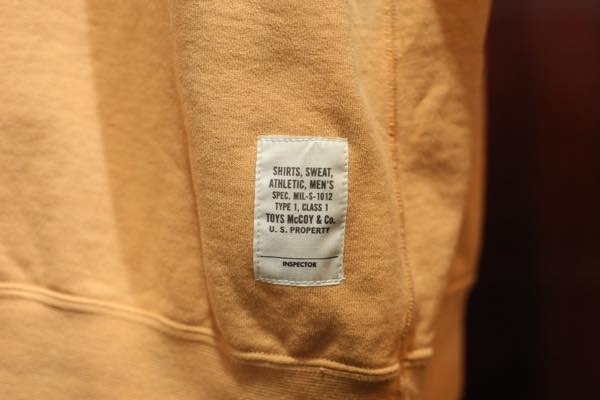 SHIRTS, SWEAT,
ATHLETIC, MEN'S
SPEC. MIL-S-1012
TYPE 1, CLASS 1
TOYS McCOY & Co.
U. S. PROPERTY
INSPECTOR